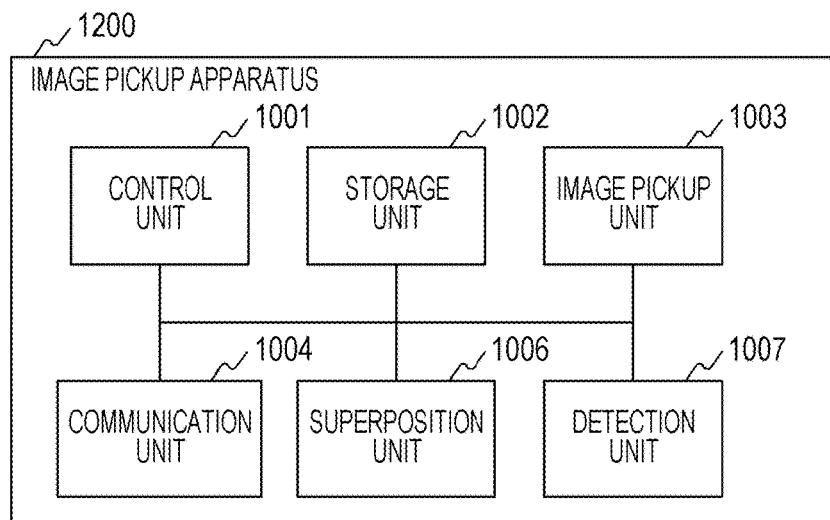 1200
IMAGE PICKUP APPARATUS
1001
CONTROL
UNIT
1002
STORAGE
UNIT
1003
IMAGE PICKUP
UNIT
1004
COMMUNICATION
UNIT
1006
SUPERPOSITION
UNIT
1007
DETECTION
UNIT